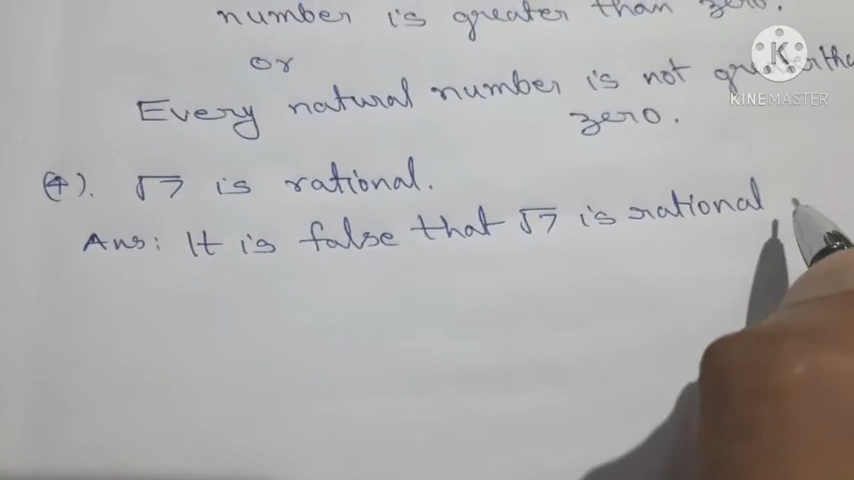 number is greater than zero.
or
Every natural number is not
zero.
(4). √7 is rational.
Ans: It is false that √7 is rational
K
KINEMASTER